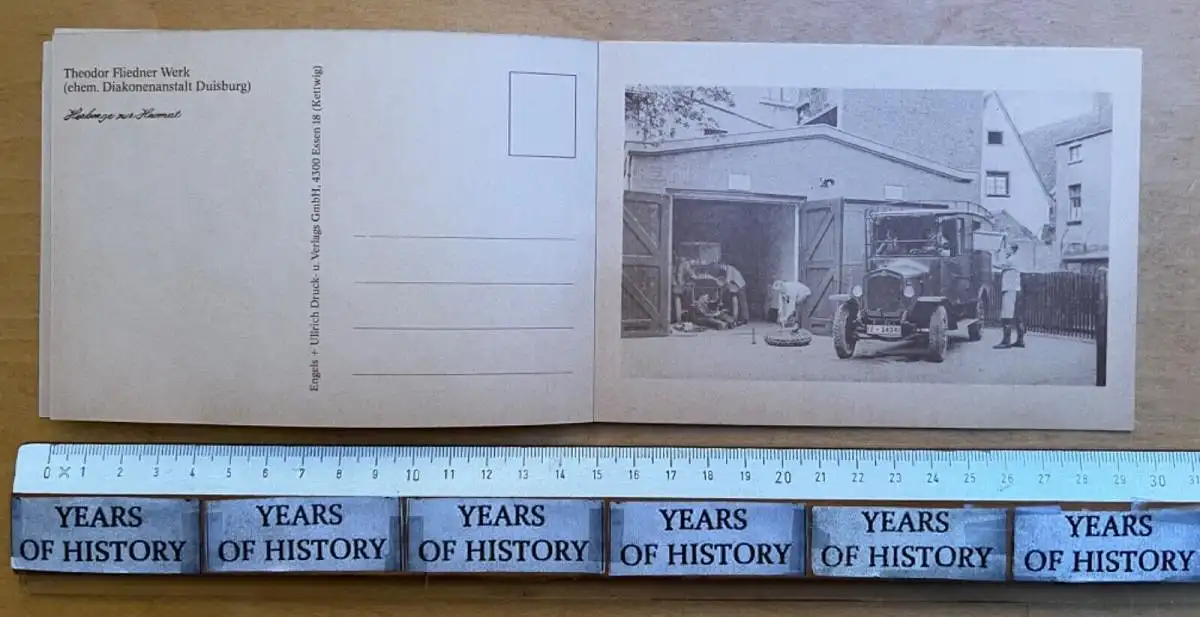 Theodor Fliedner Werk
(ehem. Diakonenanstalt Duisburg)
Herberge zur Heimat
Engels + Ullrich Druck- u. Verlags GmbH, 4300 Essen 18 (Kettwig)
0 1 2 3 4 5 6 7 8 9 10 11 12 13 14 15 16 17 18 19 20 21 22 23 24 25 26 27 28 29 30 31
YEARS
OF HISTORY
YEARS
OF HISTORY
YEARS
OF HISTORY
YEARS
OF HISTORY
YEARS
OF HISTORY
YEARS
OF HISTORY